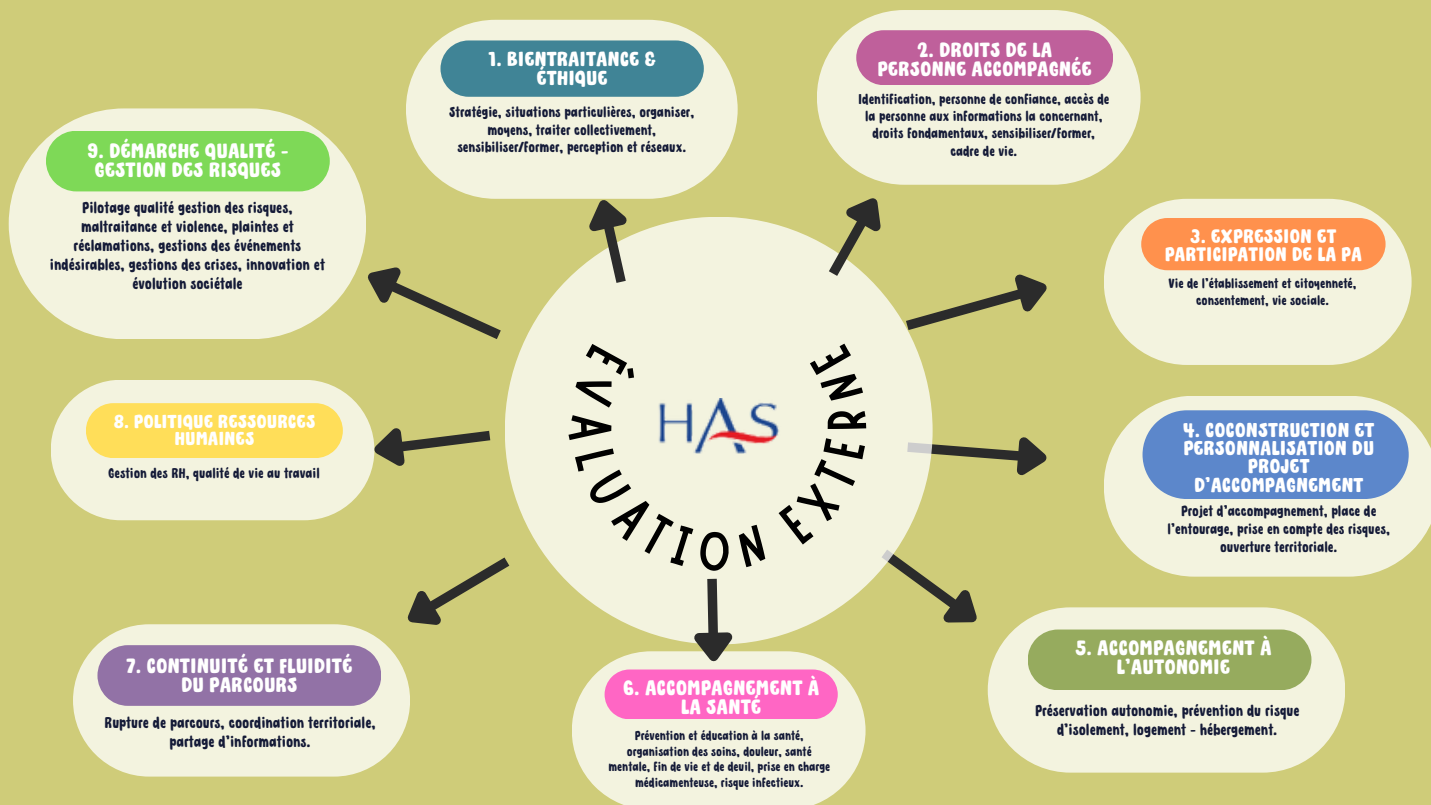 1. BIENTRAITANCE &
ÉTHIQUE
Stratégie, situations particulières, organiser,
moyens, traiter collectivement,
sensibiliser/former, perception et réseaux.
2. DROITS DE LA
PERSONNE ACCOMPAGNÉE
Identification, personne de confiance, accès de
la personne aux informations la concernant,
droits fondamentaux, sensibiliser/former,
cadre de vie.
3. EXPRESSION ET
PARTICIPATION DE LA PA
Vie de l'établissement et citoyenneté,
consentement, vie sociale.
4. COCONSTRUCTION ET
PERSONNALISATION DU
PROJET
D'ACCOMPAGNEMENT
Projet d'accompagnement, place de
l'entourage, prise en compte des risques,
ouverture territoriale.
5. ACCOMPAGNEMENT À
L'AUTONOMIE
Préservation autonomie, prévention du risque
d'isolement, logement - hébergement.
6. ACCOMPAGNEMENT À
LA SANTÉ
Prévention et éducation à la santé,
organisation des soins, douleur, santé
mentale, fin de vie et de deuil, prise en charge
médicamenteuse, risque infectieux.
7. CONTINUITÉ ET FLUIDITÉ
DU PARCOURS
Rupture de parcours, coordination territoriale,
partage d'informations.
8. POLITIQUE RESSOURCES
HUMAINES
Gestion des RH, qualité de vie au travail
9. DÉMARCHE QUALITÉ -
GESTION DES RISQUES
Pilotage qualité gestion des risques,
maltraitance et violence, plaintes et
réclamations, gestions des événements
indésirables, gestions des crises, innovation et
évolution sociétale
HAS
ÉVALUATION EXTERNE